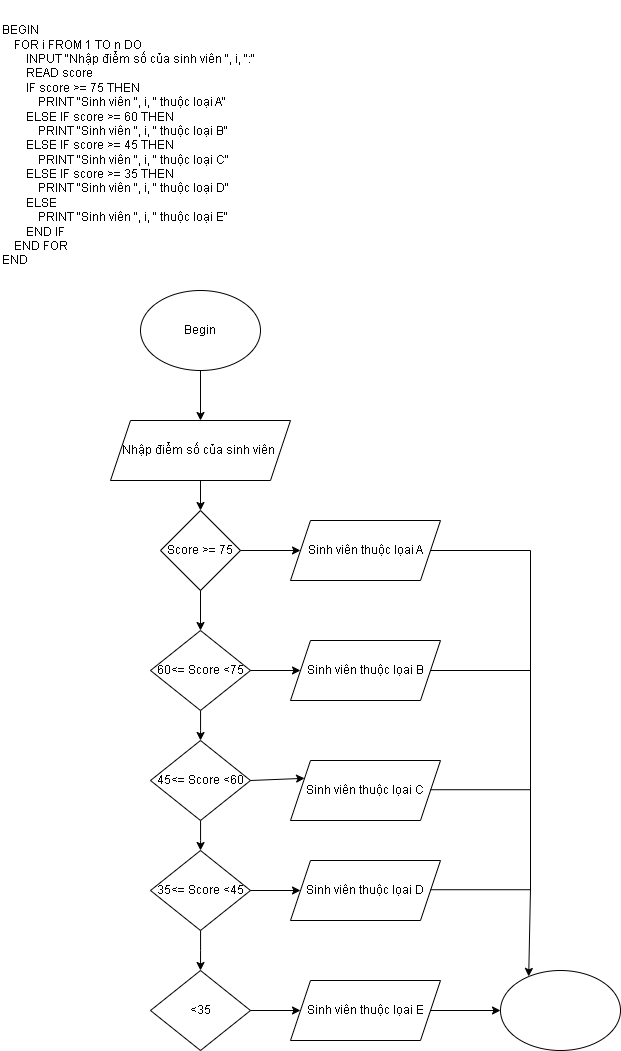 BEGIN
FOR i FROM 1 TO n DO
INPUT "Nhập điểm số của sinh viên ", i, ":"
READ score
IF score >= 75 THEN
PRINT "Sinh viên ", i, " thuộc loại A"
ELSE IF score >= 60 THEN
PRINT "Sinh viên ", i, " thuộc loại B"
ELSE IF score >= 45 THEN
PRINT "Sinh viên ", i, " thuộc loại C"
ELSE IF score >= 35 THEN
PRINT "Sinh viên ", i, " thuộc loại D"
ELSE
PRINT "Sinh viên ", i, " thuộc loại E"
END IF
END FOR
END
Begin
Nhập điểm số của sinh viên
Score >= 75
Sinh viên thuộc lọai A
60<= Score <75
Sinh viên thuộc lọai B
45<= Score <60
Sinh viên thuộc lọai C
35<= Score <45
Sinh viên thuộc lọai D
<35
Sinh viên thuộc lọai E